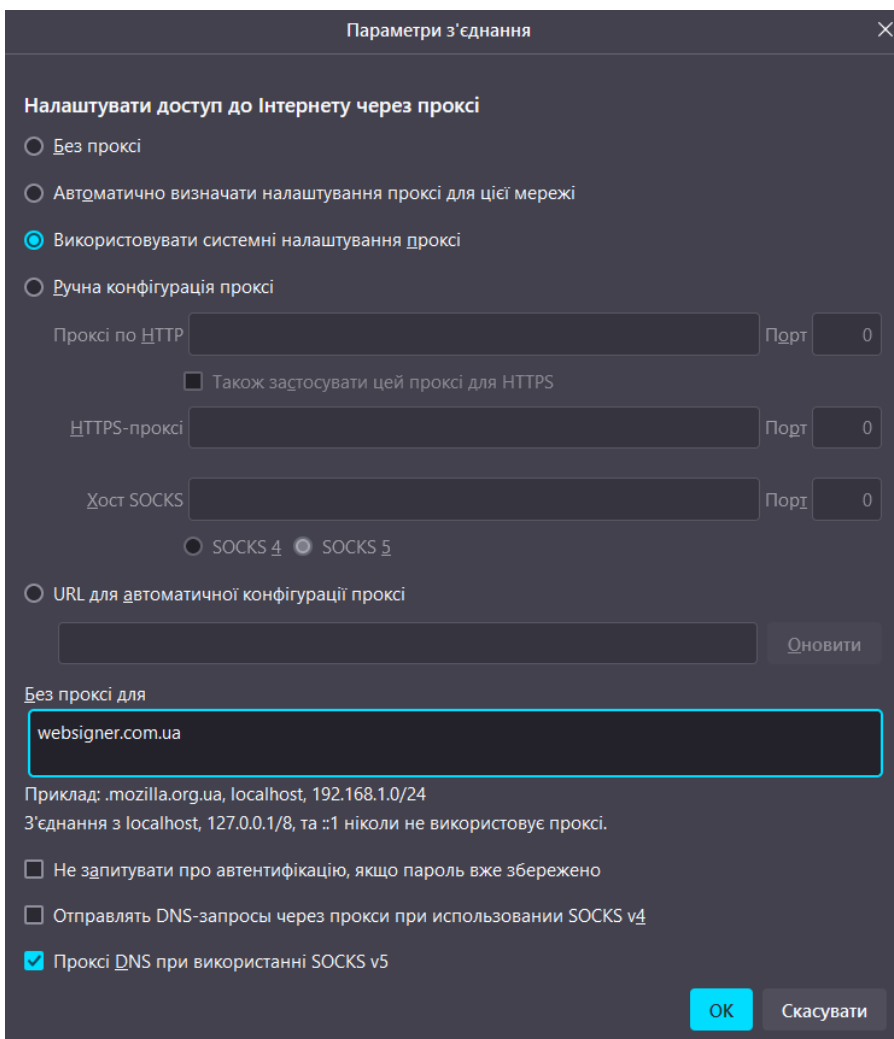 Параметри з'єднання
Налаштувати доступ до Інтернету через проксі
Без проксі
Автоматично визначати налаштування проксі для цієї мережі
Використовувати системні налаштування проксі
Ручна конфігурація проксі
Проксі по HTTP Порт 0
Також застосувати цей проксі для HTTPS
HTTPS-проксі Порт 0
Хост SOCKS Порт 0
SOCKS 4 SOCKS 5
URL для автоматичної конфігурації проксі
Оновити
Без проксі для
websigner.com.ua
Приклад: .mozilla.org.ua, localhost, 192.168.1.0/24
З'єднання з localhost, 127.0.0.1/8, та ::1 ніколи не використовує проксі.
Не запитувати про автентифікацію, якщо пароль вже збережено
Отправлять DNS-запросы через прокси при использовании SOCKS v4
Проксі DNS при використанні SOCKS v5
OK Скасувати